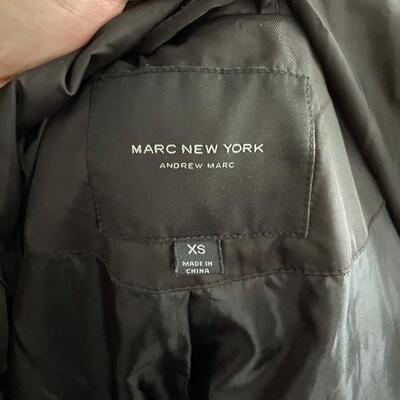 MARC NEW YORK
ANDREW MARC
XS
MADE IN
CHINA